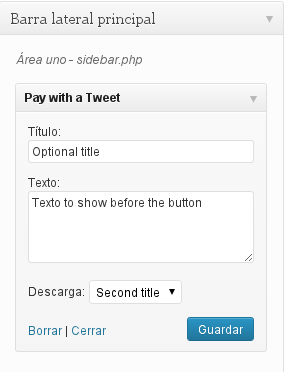 Barra lateral principal
Área uno - sidebar.php
Pay with a Tweet
Título:
Optional title
Texto:
Texto to show before the button
Descarga: Second title
Borrar | Cerrar Guardar